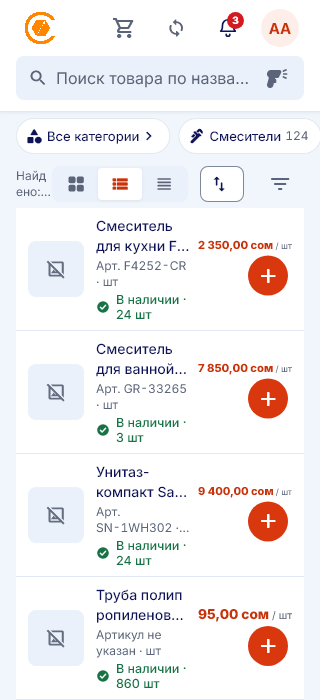 3
AA
Поиск товара по назва...
Все категории
Смесители 124
Найд
ено:...
Смеситель
для кухни F...
2 350,00 сом / шт
Арт. F4252-CR
· шт
В наличии ·
24 шт
Смеситель
для ванной...
7 850,00 сом / шт
Арт. GR-33265
· шт
В наличии ·
3 шт
Унитаз-
компакт Sa...
9 400,00 сом / шт
Арт.
SN-1WH302 ·...
В наличии ·
24 шт
Труба полип
ропиленов...
95,00 сом / шт
Артикул не
указан · шт
В наличии ·
860 шт